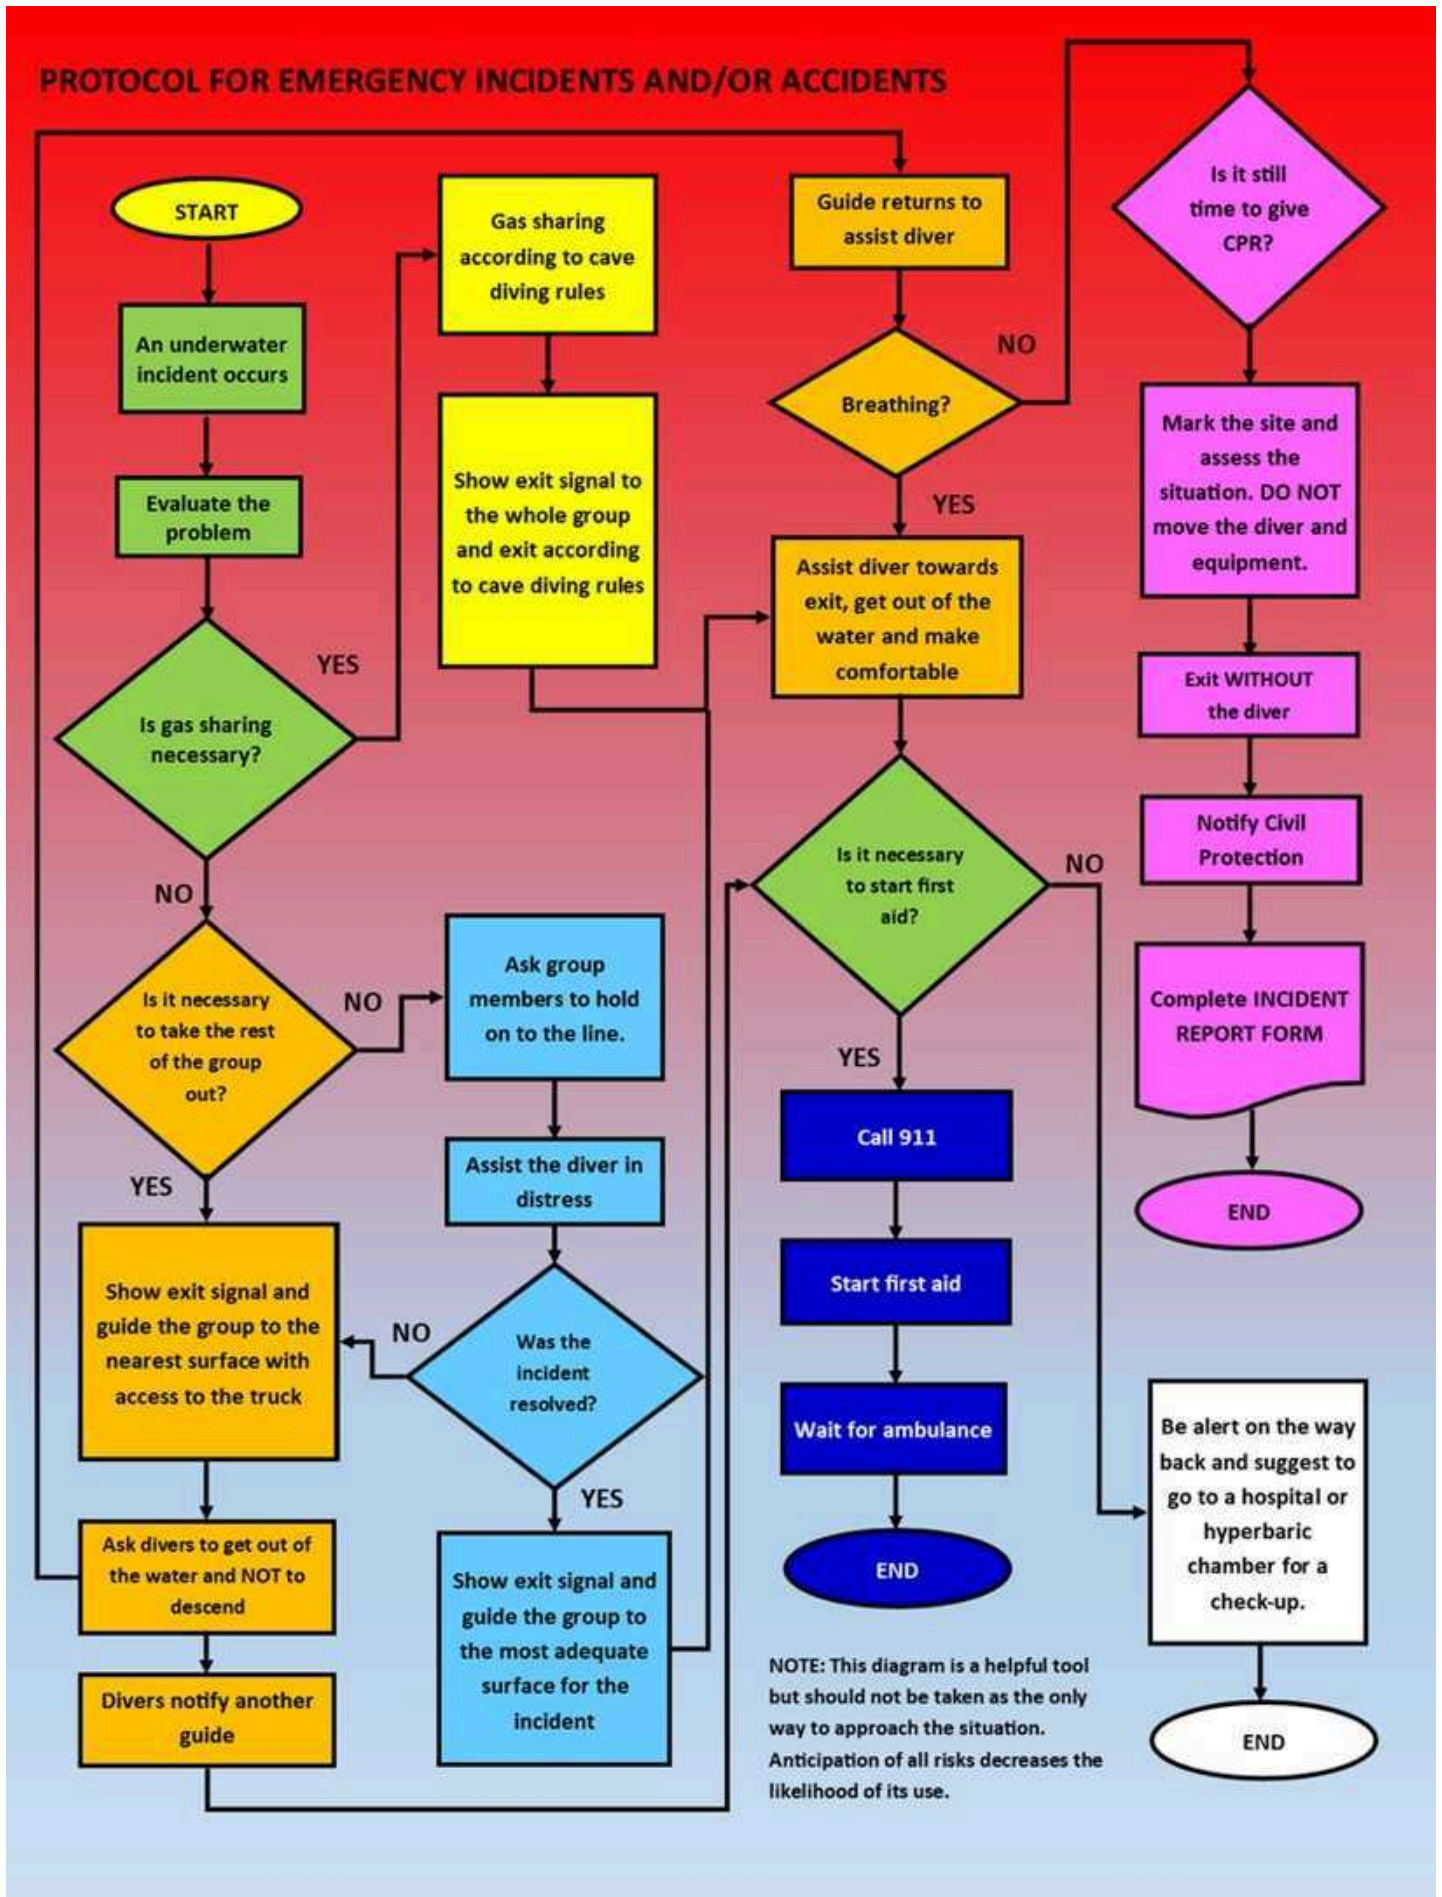 PROTOCOL FOR EMERGENCY INCIDENTS AND/OR ACCIDENTS
START
An underwater
incident occurs
Evaluate the
problem
Is gas sharing
necessary?
YES
NO
Gas sharing
according to cave
diving rules
Show exit signal to
the whole group
and exit according
to cave diving rules
Is it necessary
to take the rest
of the group
out?
NO
YES
Ask group
members to hold
on to the line.
Assist the diver in
distress
Was the
incident
resolved?
NO
YES
Show exit signal and
guide the group to the
nearest surface with
access to the truck
Ask divers to get out of
the water and NOT to
descend
Divers notify another
guide
Show exit signal and
guide the group to
the most adequate
surface for the
incident
Guide returns to
assist diver
Breathing?
NO
YES
Assist diver towards
exit, get out of the
water and make
comfortable
Is it necessary
to start first
aid?
NO
YES
Call 911
Start first aid
Wait for ambulance
END
Is it still
time to give
CPR?
Mark the site and
assess the
situation. DO NOT
move the diver and
equipment.
Exit WITHOUT
the diver
Notify Civil
Protection
Complete INCIDENT
REPORT FORM
END
Be alert on the way
back and suggest to
go to a hospital or
hyperbaric
chamber for a
check-up.
END
NOTE: This diagram is a helpful tool
but should not be taken as the only
way to approach the situation.
Anticipation of all risks decreases the
likelihood of its use.